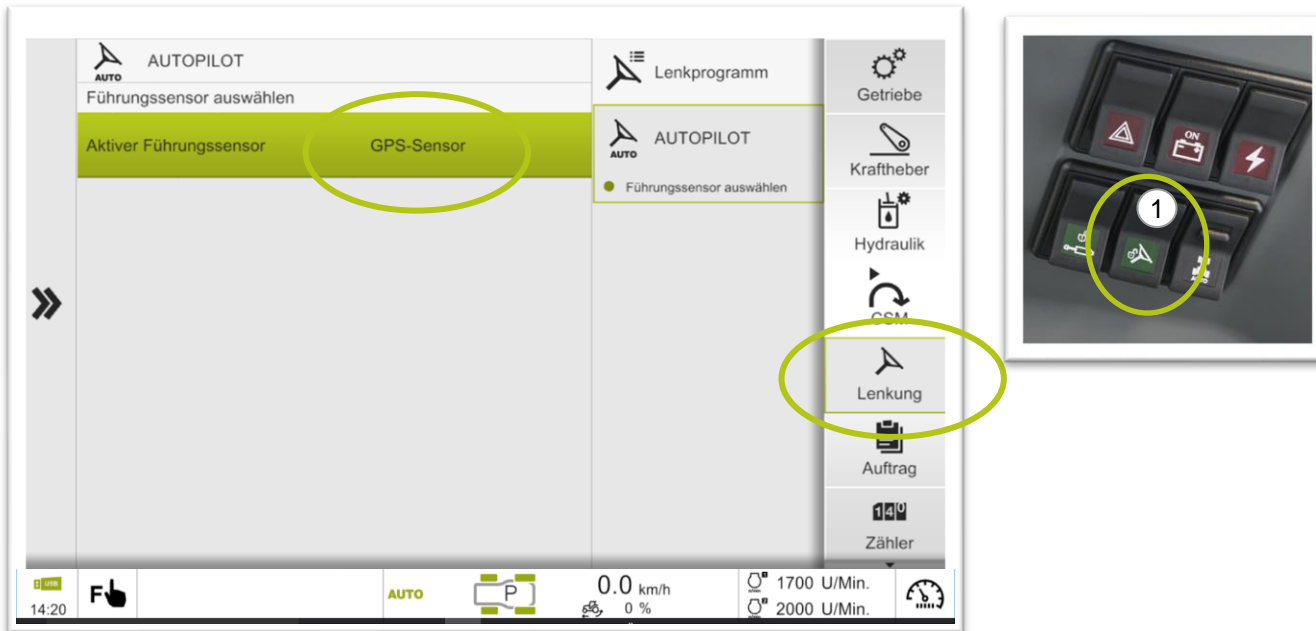 AUTO
AUTOPILOT
Führungssensor auswählen
Aktiver Führungssensor
GPS-Sensor
Lenkprogramm
AUTO
AUTOPILOT
Führungssensor auswählen
Getriebe
Kraftheber
Hydraulik
CSM
Lenkung
Auftrag
140
Zähler
USB
14:20
F
AUTO
P
0.0 km/h
0 %
1700 U/Min.
2000 U/Min.
ON
1